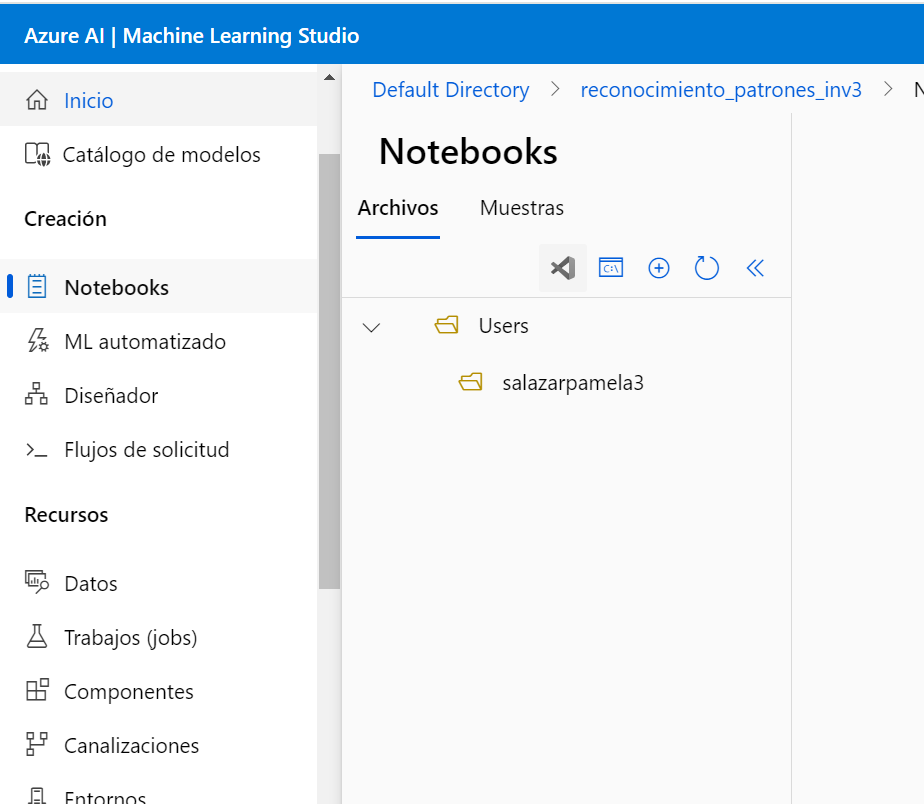 Azure AI | Machine Learning Studio
Inicio
Catálogo de modelos
Creación
Notebooks
ML automatizado
Diseñador
Flujos de solicitud
Recursos
Datos
Trabajos (jobs)
Componentes
Canalizaciones
Entornos
Default Directory > reconocimiento_patrones_inv3 > N
Notebooks
Archivos Muestras
Users
salazarpamela3